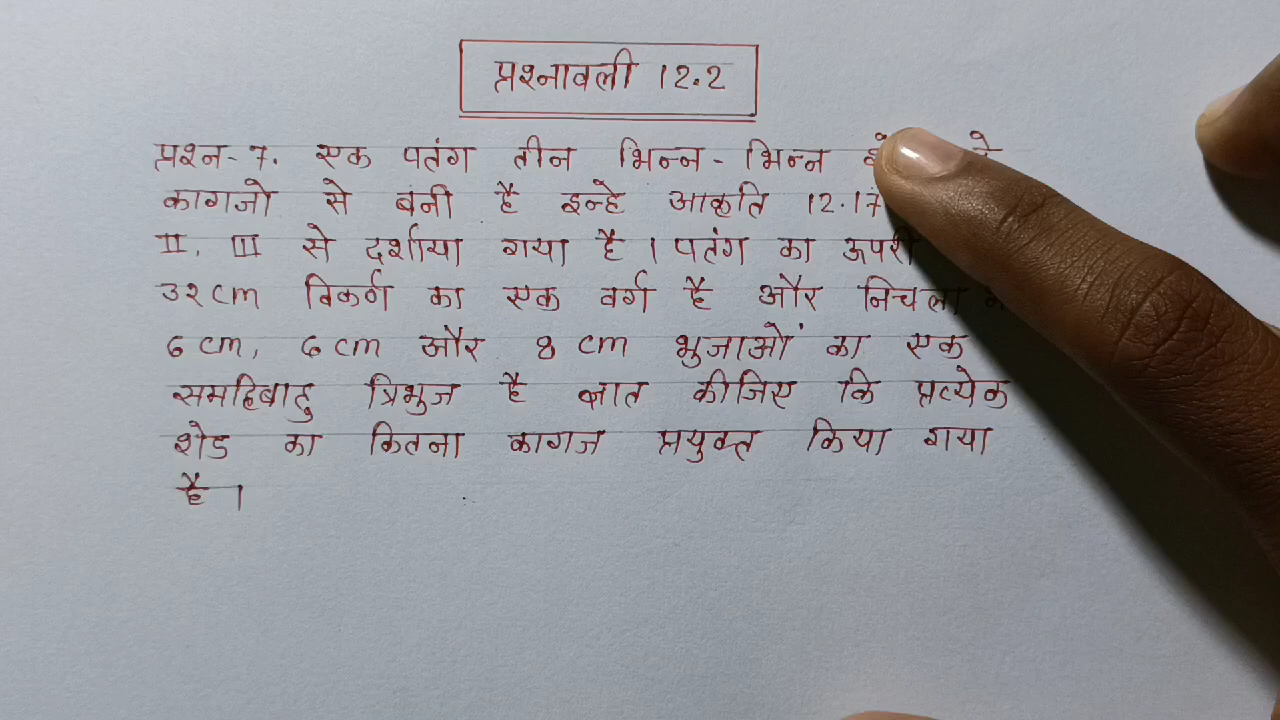 प्रश्नावली 12.2
प्रश्न-7. एक पतंग तीन भिन्न-भिन्न
कागजो से बनी है इन्हे आकृति 12.17
II, III से दर्शाया गया है। पतंग का ऊपरी
32cm विकर्ण का एक वर्ग है और निचला
6 cm, 6 cm और 8 cm भुजाओं का एक
समद्विबाहु त्रिभुज है ज्ञात कीजिए कि प्रत्येक
शेड का कितना कागज प्रयुक्त किया गया
है।